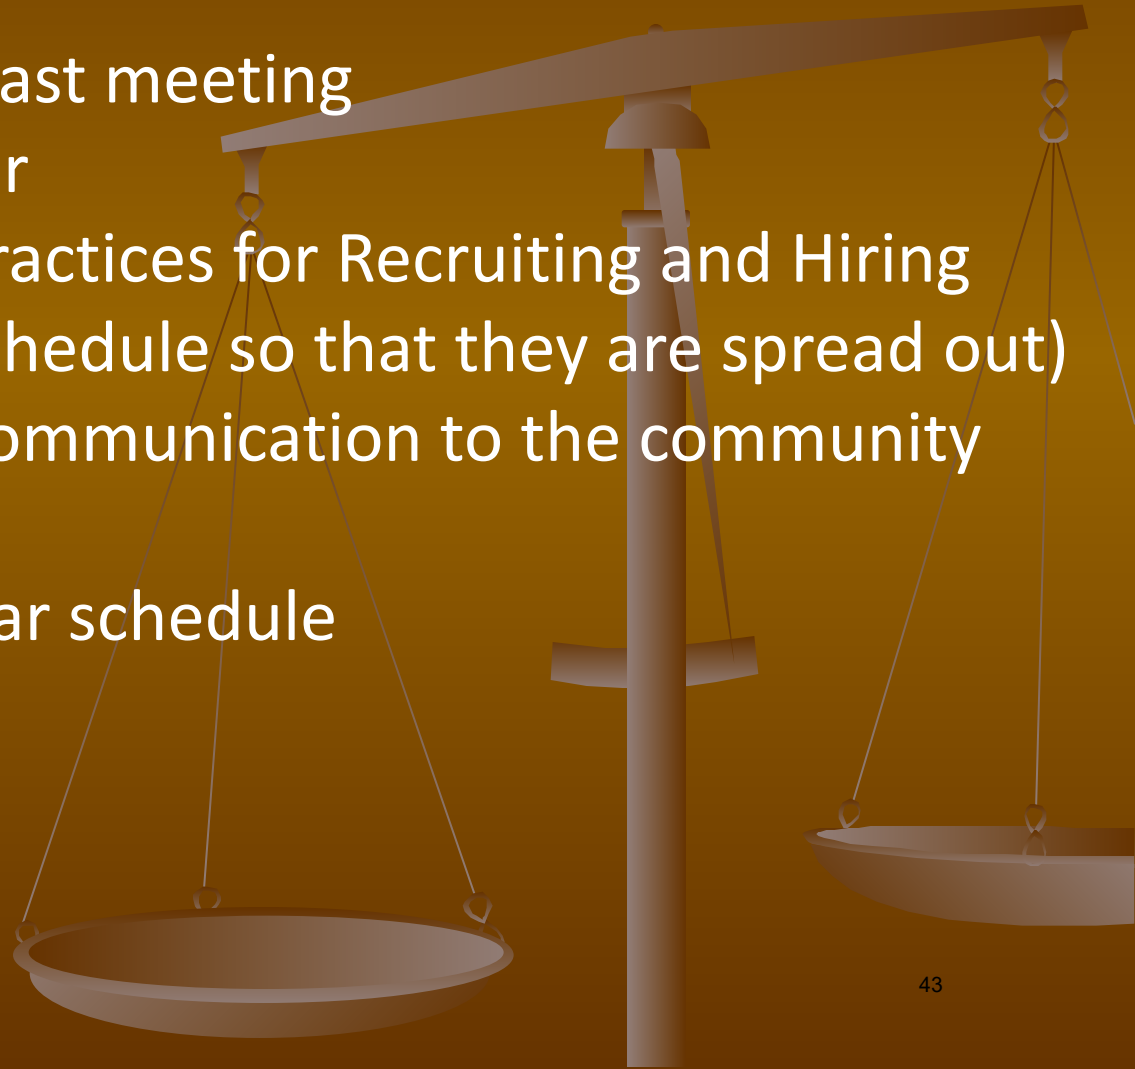 ast meeting
r
ractices for Recruiting and Hiring
hedule so that they are spread out)
ommunication to the community
ar schedule
43